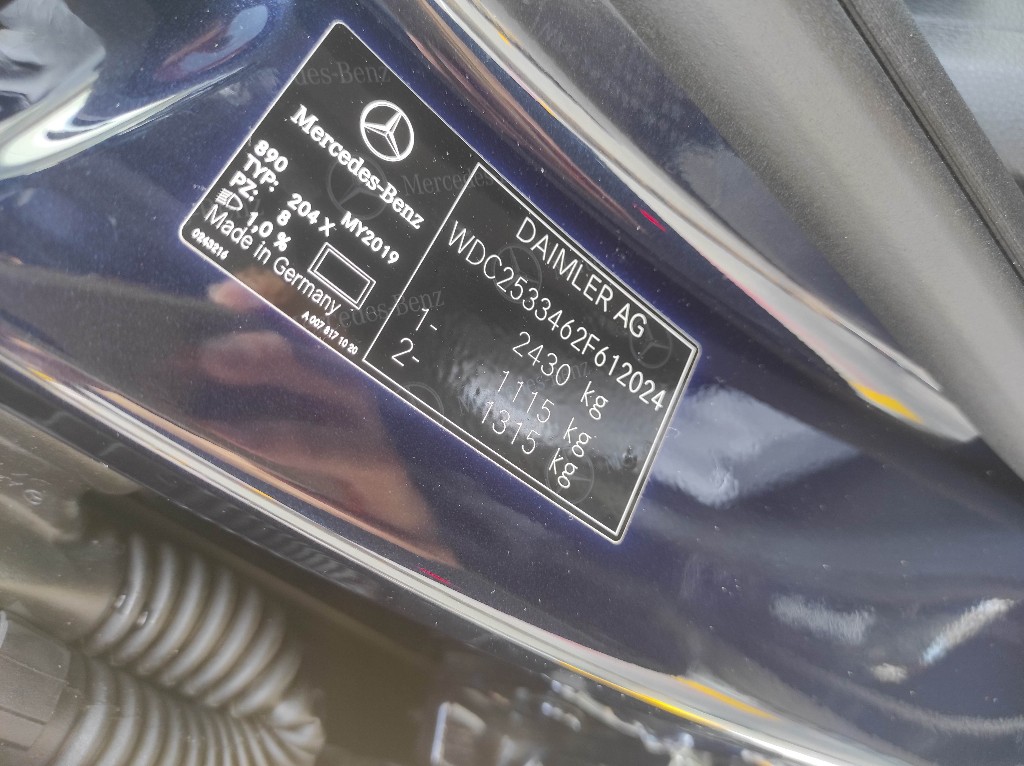 Mercedes-Benz
890 MY2019
TYP: 204 X
PZ: 8
1,0 %
Made in Germany
0243216
A 007 817 10 20
DAIMLER AG
WDC2533462F612024
2430 kg
1- 1115 kg
2- 1315 kg